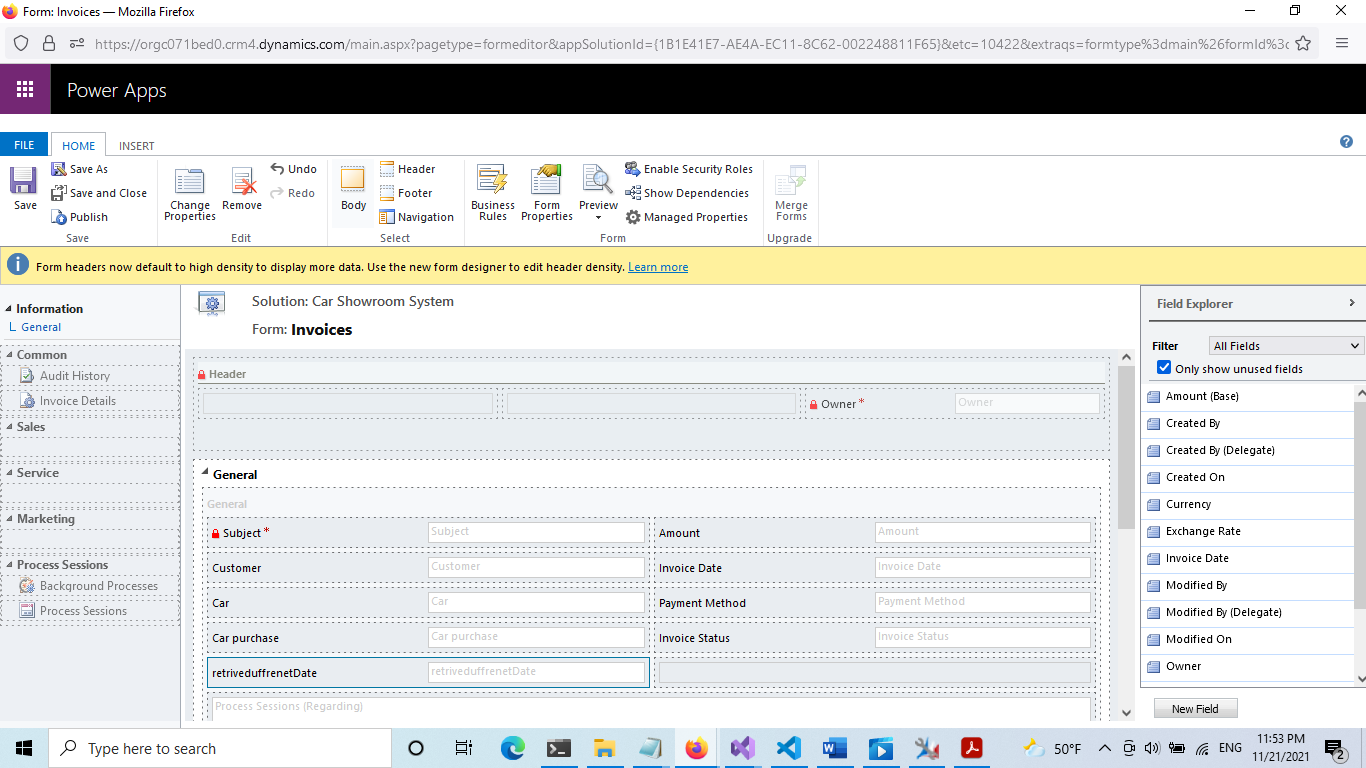 Form: Invoices — Mozilla Firefox
https://orgc071bed0.crm4.dynamics.com/main.aspx?pagetype=formeditor&appSolutionId={1B1E41E7-AE4A-EC11-8C62-002248811F65}&etc=10422&extraqs=formtype%3dmain%26formId%3c
Power Apps
FILE HOME INSERT
Save Save As Save and Close Publish
Save
Change Properties Remove Undo Redo
Edit
Body Header Footer Navigation
Select
Business Rules Form Properties Preview Enable Security Roles Show Dependencies Managed Properties
Form
Merge Forms
Upgrade
Form headers now default to high density to display more data. Use the new form designer to edit header density. Learn more
Information
General
Common
Audit History
Invoice Details
Sales
Service
Marketing
Process Sessions
Background Processes
Process Sessions
Solution: Car Showroom System
Form: Invoices
Header
Owner * Owner
General
General
Subject * Subject Amount Amount
Customer Customer Invoice Date Invoice Date
Car Car Payment Method Payment Method
Car purchase Car purchase Invoice Status Invoice Status
retriveduffrenetDate retriveduffrenetDate
Process Sessions (Regarding)
Field Explorer
Filter All Fields
Only show unused fields
Amount (Base)
Created By
Created By (Delegate)
Created On
Currency
Exchange Rate
Invoice Date
Modified By
Modified By (Delegate)
Modified On
Owner
New Field
Type here to search
50°F
ENG
11:53 PM
11/21/2021
2